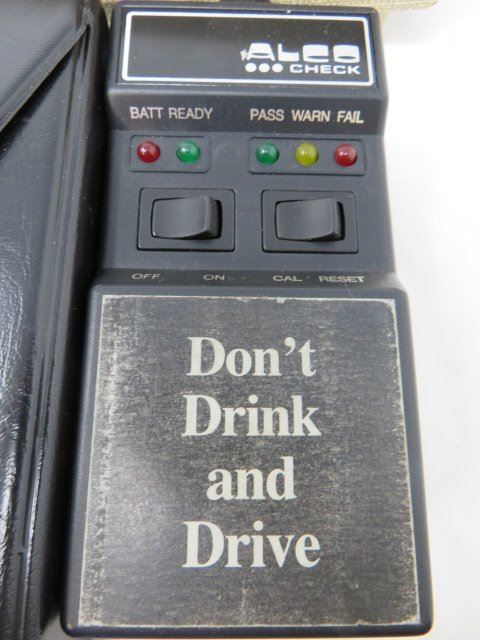 ALCO
CHECK
BATT READY PASS WARN FAIL
OFF ON CAL RESET
Don't
Drink
and
Drive